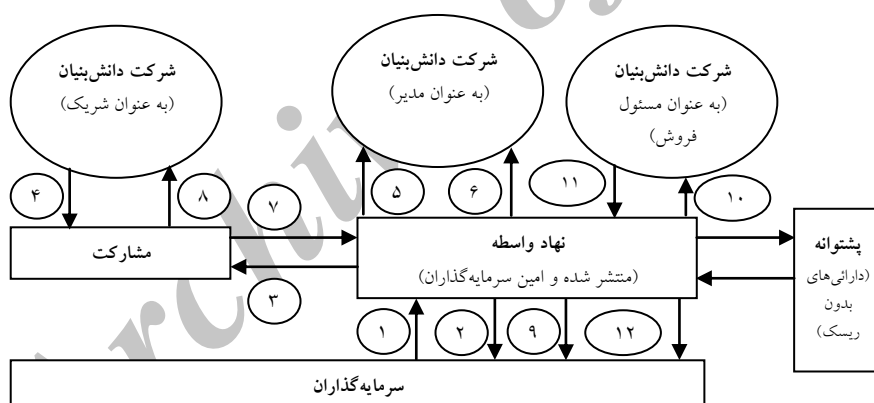 شرکت دانش‌بنیان
(به عنوان شریک)
شرکت دانش‌بنیان
(به عنوان مدیر)
شرکت دانش‌بنیان
(به عنوان مسئول
فروش)
۴
۸
۷
۵
۶
۱۱
۱۰
مشارکت
نهاد واسطه
(منتشر شده و امین سرمایه‌گذاران)
پشتوانه
(دارائی‌های
بدون
ریسک)
۳
۱
۲
۹
۱۲
سرمایه‌گذاران